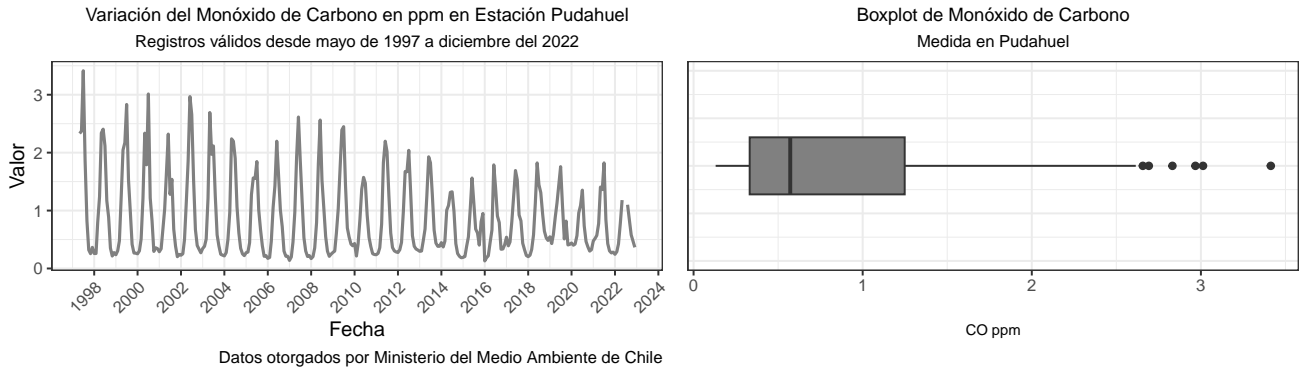 Variación del Monóxido de Carbono en ppm en Estación Pudahuel
Registros válidos desde mayo de 1997 a diciembre del 2022
Valor
3
2
1
0
1998 2000 2002 2004 2006 2008 2010 2012 2014 2016 2018 2020 2022 2024
Fecha
Datos otorgados por Ministerio del Medio Ambiente de Chile
Boxplot de Monóxido de Carbono
Medida en Pudahuel
0 1 2 3
CO ppm